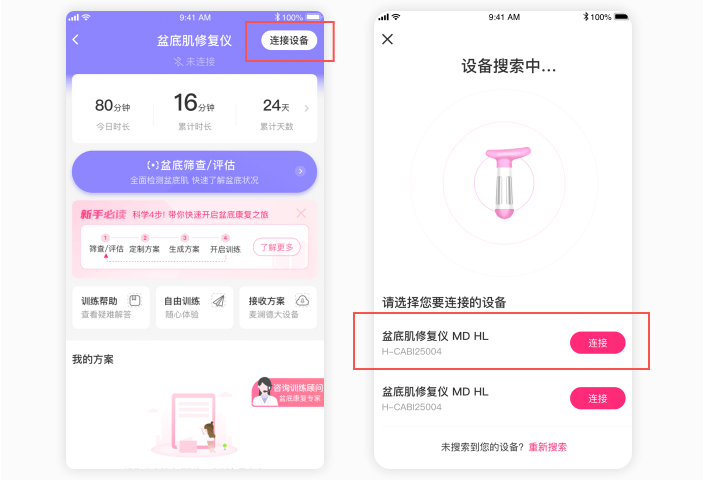 9:41 AM
100%
盆底肌修复仪
连接设备
未连接
80分钟
16分钟
24天
今日时长
累计时长
累计天数
盆底筛查/评估
全面检测盆底肌 快速了解盆底状况
新手必读 科学4步! 带你快速开启盆底康复之旅
1 2 3 4
筛查/评估 定制方案 生成方案 开启训练
了解更多
训练帮助
查看疑难解答
自由训练
随心体验
接收方案
麦澜德大设备
我的方案
咨询训练顾问
盆底康复专家
9:41 AM
100%
设备搜索中...
请选择您要连接的设备
盆底肌修复仪 MD HL
H-CABI25004
连接
盆底肌修复仪 MD HL
H-CABI25004
连接
未搜索到您的设备? 重新搜索